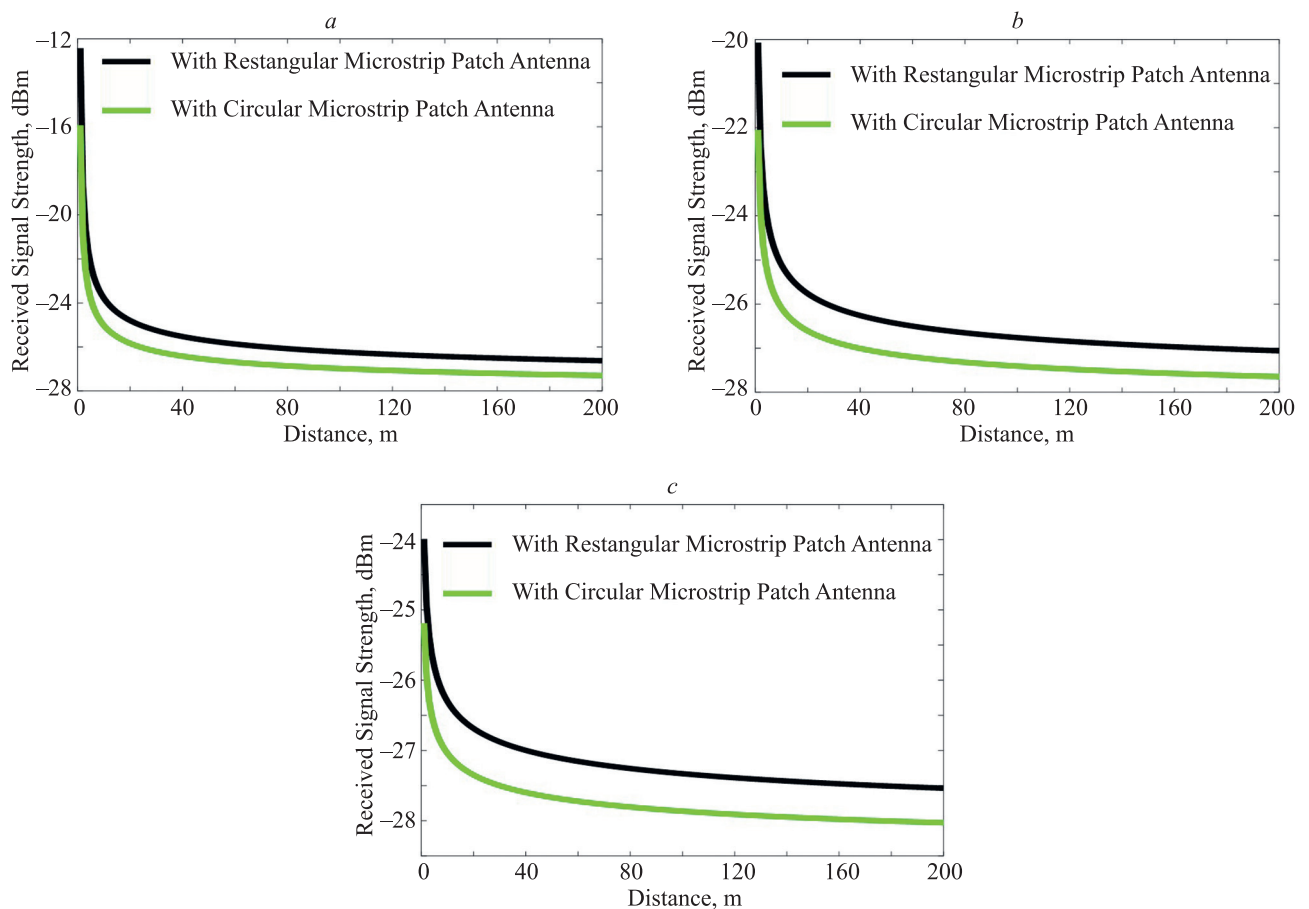 a
−12
−16
−20
−24
−28
Received Signal Strength, dBm
With Restangular Microstrip Patch Antenna
With Circular Microstrip Patch Antenna
0 40 80 120 160 200
Distance, m
b
−20
−22
−24
−26
−28
Received Signal Strength, dBm
With Restangular Microstrip Patch Antenna
With Circular Microstrip Patch Antenna
0 40 80 120 160 200
Distance, m
c
−24
−25
−26
−27
−28
Received Signal Strength, dBm
With Restangular Microstrip Patch Antenna
With Circular Microstrip Patch Antenna
0 40 80 120 160 200
Distance, m